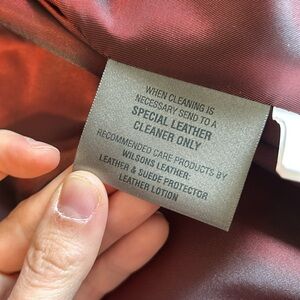 WHEN CLEANING IS
NECESSARY SEND TO A
SPECIAL LEATHER
CLEANER ONLY
RECOMMENDED CARE PRODUCTS BY
WILSONS LEATHER:
LEATHER & SUEDE PROTECTOR
LEATHER LOTION